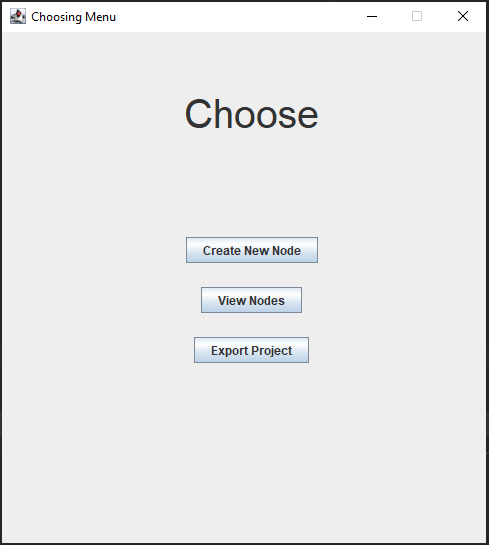 Choosing Menu
Choose
Create New Node
View Nodes
Export Project